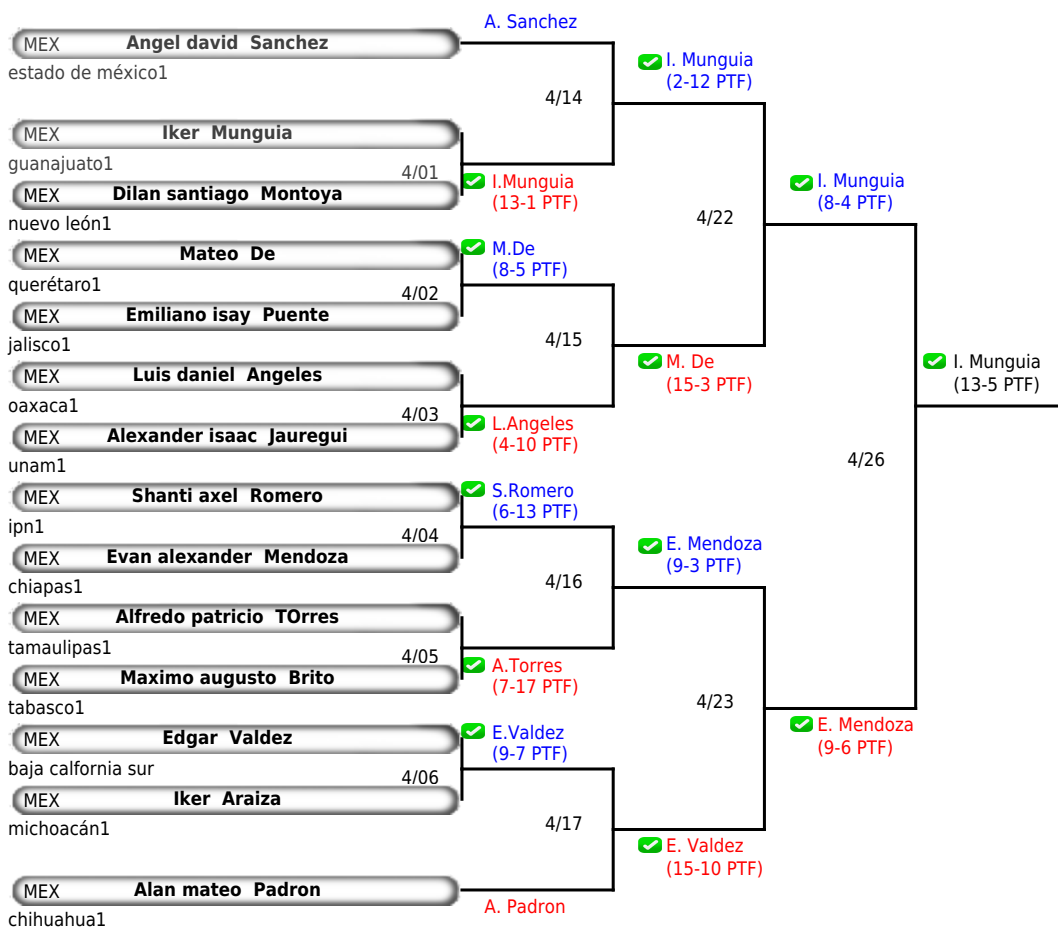 A. Sanchez
MEX Angel david Sanchez
estado de méxico1
I. Munguia
(2-12 PTF)
4/14
MEX Iker Munguia
guanajuato1
4/01
I.Munguia
(13-1 PTF)
I. Munguia
(8-4 PTF)
MEX Dilan santiago Montoya
nuevo león1
4/22
MEX Mateo De
M.De
(8-5 PTF)
querétaro1
4/02
MEX Emiliano isay Puente
jalisco1
4/15
M. De
(15-3 PTF)
I. Munguia
(13-5 PTF)
MEX Luis daniel Angeles
oaxaca1
4/03
L.Angeles
(4-10 PTF)
MEX Alexander isaac Jauregui
unam1
4/26
MEX Shanti axel Romero
S.Romero
(6-13 PTF)
ipn1
4/04
E. Mendoza
(9-3 PTF)
MEX Evan alexander Mendoza
chiapas1
4/16
MEX Alfredo patricio TOrres
tamaulipas1
4/05
A.Torres
(7-17 PTF)
MEX Maximo augusto Brito
tabasco1
4/23
E. Mendoza
(9-6 PTF)
MEX Edgar Valdez
E.Valdez
(9-7 PTF)
baja calfornia sur
4/06
MEX Iker Araiza
michoacán1
4/17
E. Valdez
(15-10 PTF)
MEX Alan mateo Padron
A. Padron
chihuahua1